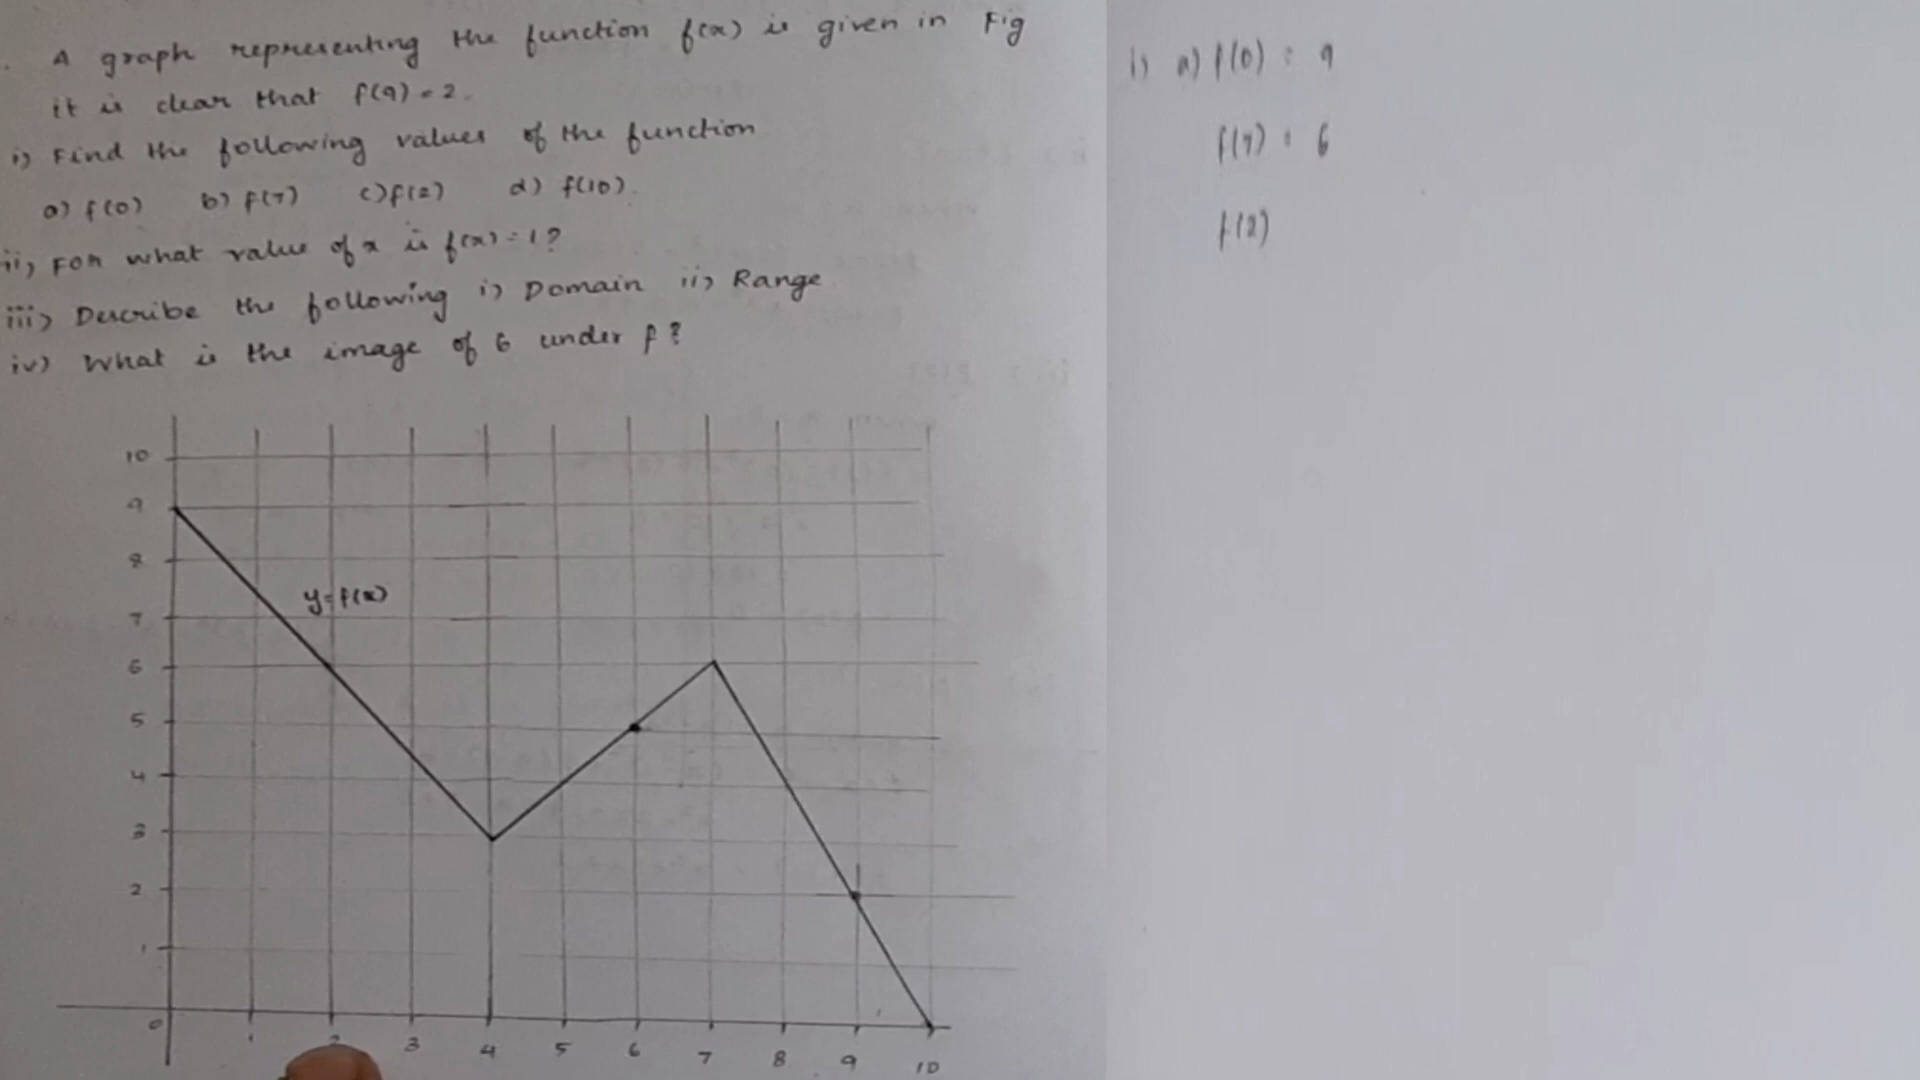 A graph representing the function f(x) is given in Fig
it is clear that f(9) = 2.
i) Find the following values of the function
a) f(0) b) f(7) c) f(2) d) f(10).
ii) For what value of x is f(x) = 1?
iii) Describe the following i) Domain ii) Range
iv) What is the image of 6 under f?
i) a) f(0) = 9
f(7) = 6
f(2)
10
9
8
y=f(x)
7
6
5
4
3
2
1
0 1 2 3 4 5 6 7 8 9 10